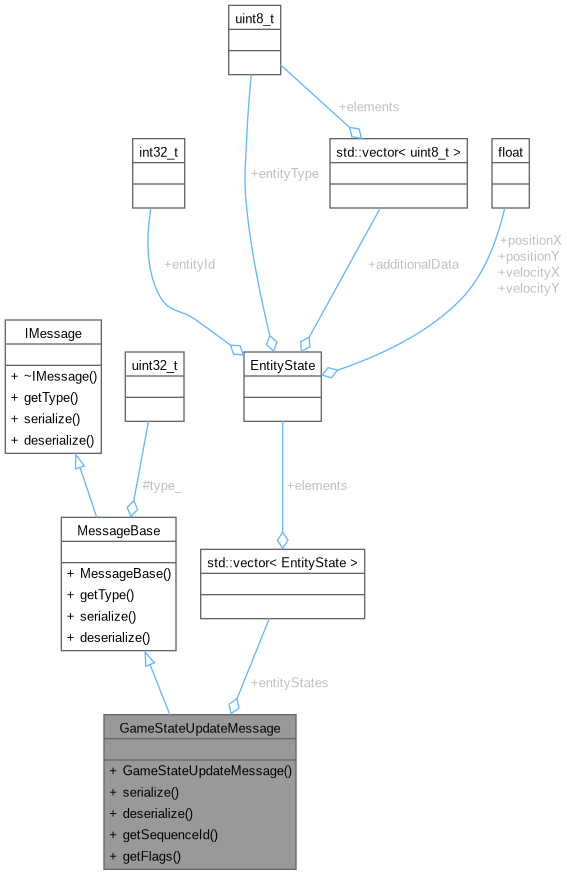 uint8_t
+elements
int32_t
std::vector< uint8_t >
float
+entityType
+positionX
+positionY
+velocityX
+velocityY
+entityId
+additionalData
IMessage
+ ~IMessage()
+ getType()
+ serialize()
+ deserialize()
uint32_t
EntityState
#type_
+elements
MessageBase
+ MessageBase()
+ getType()
+ serialize()
+ deserialize()
std::vector< EntityState >
+entityStates
GameStateUpdateMessage
+ GameStateUpdateMessage()
+ serialize()
+ deserialize()
+ getSequenceId()
+ getFlags()